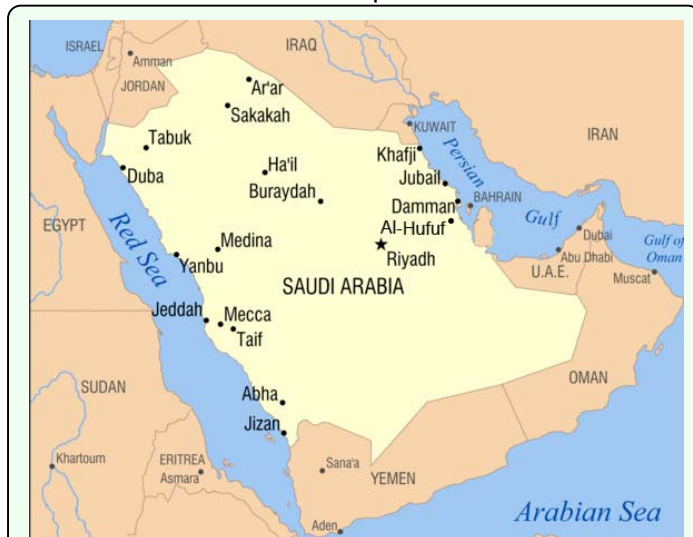 ISRAEL
Amman
IRAQ
JORDAN
Ar'ar
Sakakah
KUWAIT
IRAN
Tabuk
Khafji
Persian
Duba
Ha'il
Jubail
Buraydah
BAHRAIN
Damman
EGYPT
Al-Hufuf
Gulf
Dubai
Red Sea
Medina
Gulf of
Oman
Yanbu
Riyadh
Abu Dhabi
U.A.E.
Muscat
SAUDI ARABIA
Jeddah
Mecca
Taif
SUDAN
OMAN
Abha
Jizan
Khartoum
ERITREA
Asmara
Sana'a
YEMEN
Arabian Sea
Aden